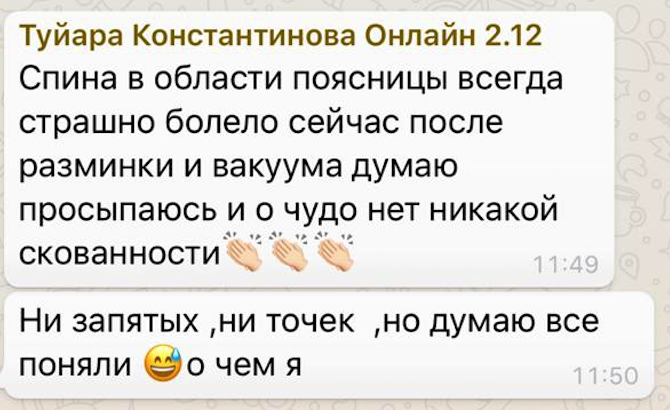 Туйара Константинова Онлайн 2.12
Спина в области поясницы всегда
страшно болело сейчас после
разминки и вакуума думаю
просыпаюсь и о чудо нет никакой
скованности👏🏻👏🏻👏🏻
11:49
Ни запятых ,ни точек  ,но думаю все
поняли 😅о чем я
11:50